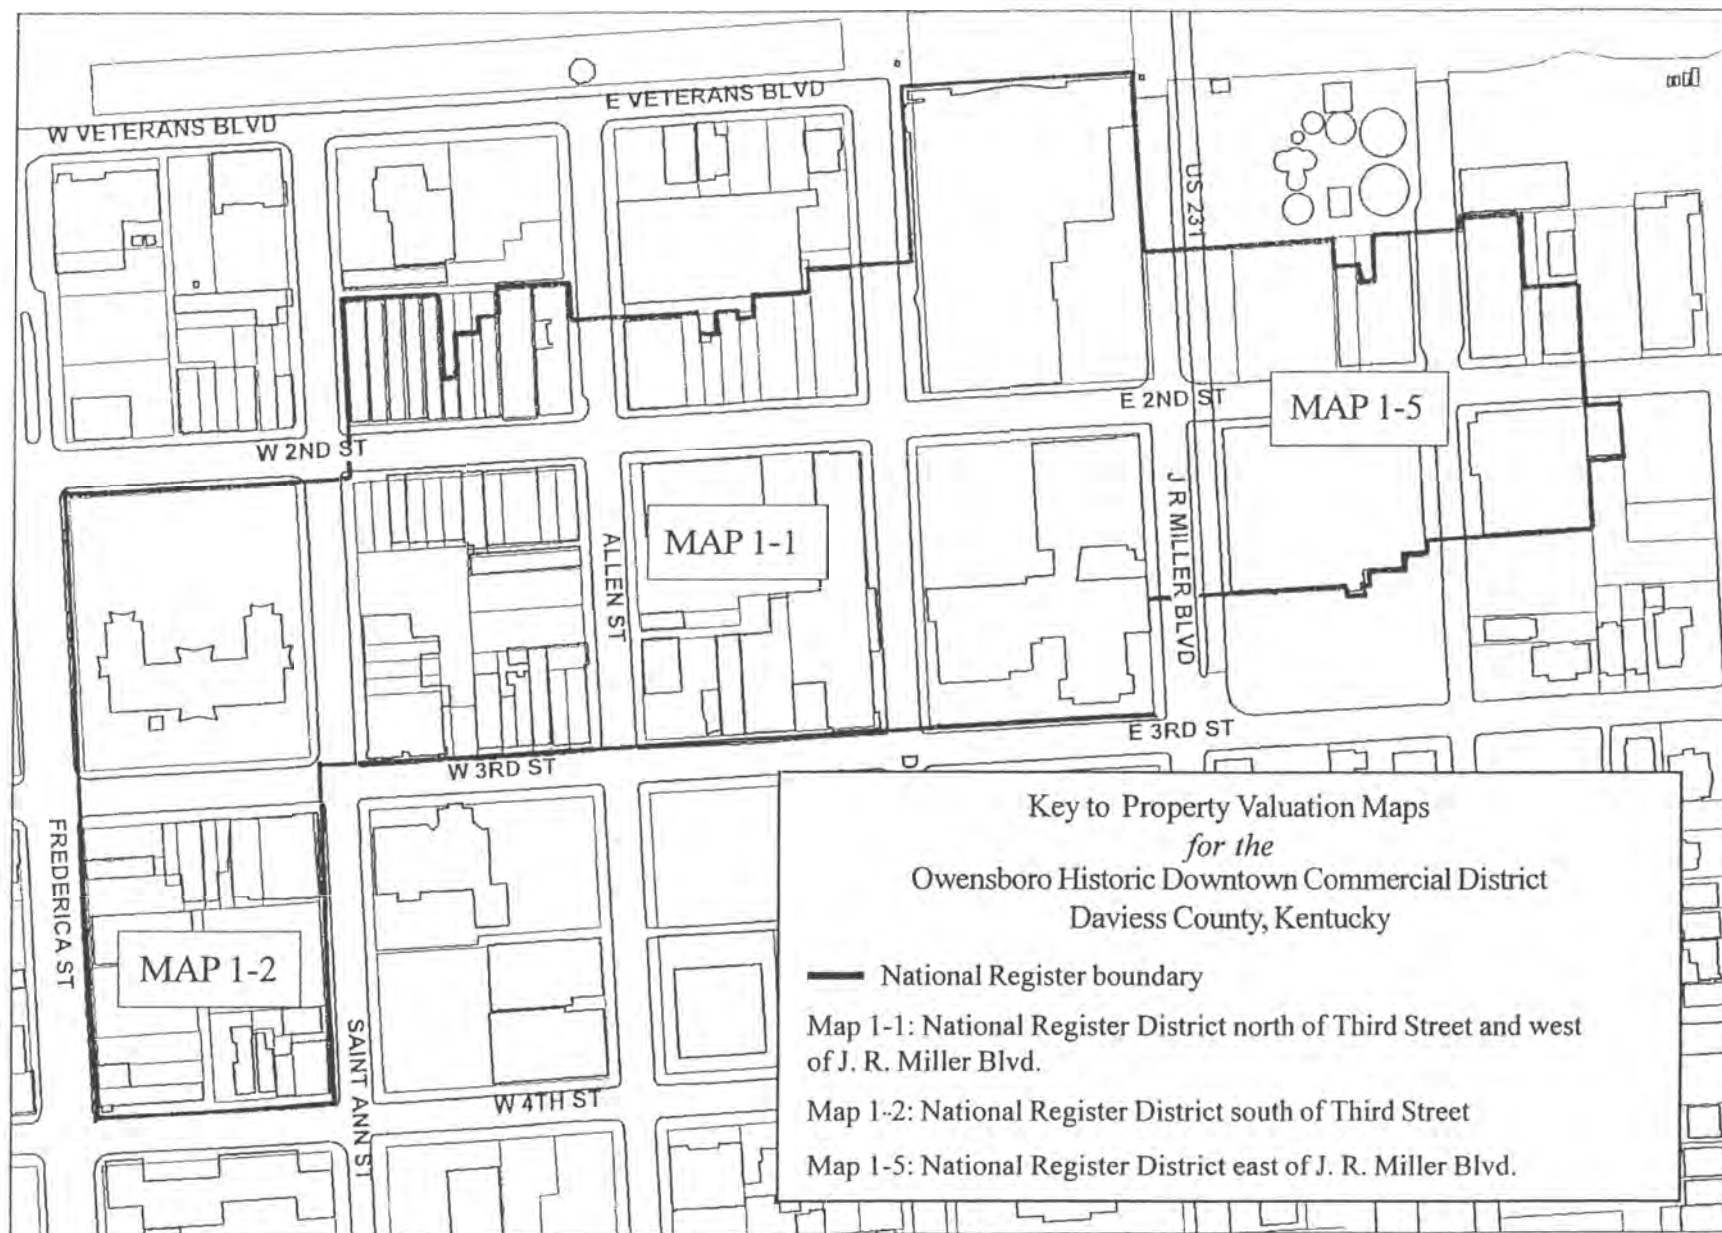 W VETERANS BLVD
E VETERANS BLVD
US 231
E 2ND ST
MAP 1-5
W 2ND ST
MAP 1-1
ALLEN ST
J R MILLER BLVD
E 3RD ST
W 3RD ST
D
FREDERICA ST
MAP 1-2
SAINT ANN ST
W 4TH ST
Key to Property Valuation Maps
for the
Owensboro Historic Downtown Commercial District
Daviess County, Kentucky
National Register boundary
Map 1-1: National Register District north of Third Street and west
of J. R. Miller Blvd.
Map 1-2: National Register District south of Third Street
Map 1-5: National Register District east of J. R. Miller Blvd.